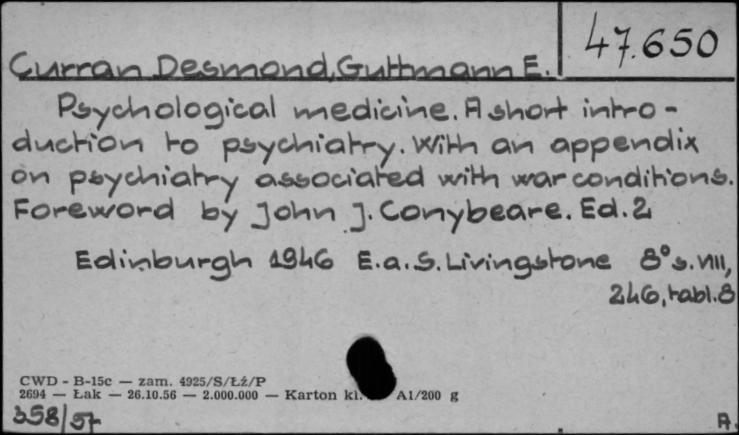 47.650
Curran Desmond, Guttmann E.
Psychological medicine. A short intro-
duction to psychiatry. With an appendix
on psychiatry associated with war conditions.
Foreword by John J. Conybeare. Ed. 2
Edinburgh 1946 E. a. S. Livingstone 8° s. VIII,
246, tabl. 8
CWD - B-15c — zam. 4925/S/Łż/P
2694 — Łak — 26.10.56 — 2.000.000 — Karton kl. A1/200 g
358/57
A.